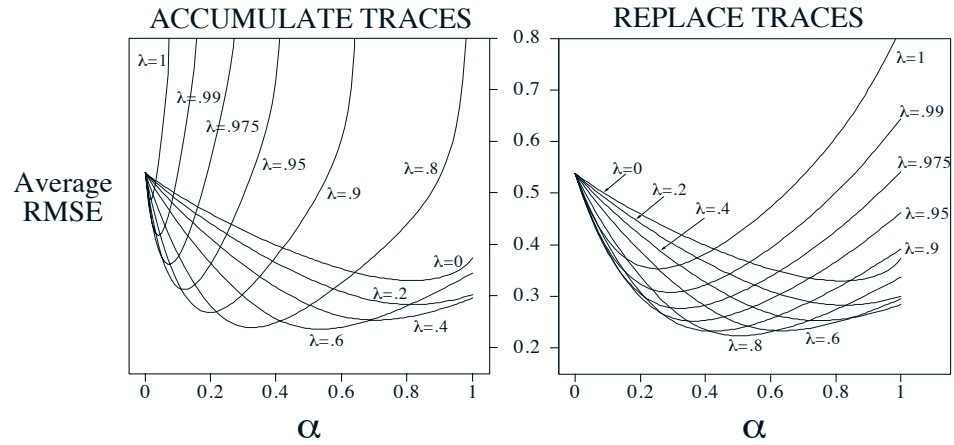 ACCUMULATE TRACES
REPLACE TRACES
Average
RMSE
λ=1
λ=.99
λ=.975
λ=.95
λ=.9
λ=.8
λ=0
λ=.2
λ=.4
λ=.6
0.8
0.7
0.6
0.5
0.4
0.3
0.2
λ=1
λ=.99
λ=.975
λ=.95
λ=.9
λ=0
λ=.2
λ=.4
λ=.8
λ=.6
0 0.2 0.4 0.6 0.8 1
0 0.2 0.4 0.6 0.8 1
α
α